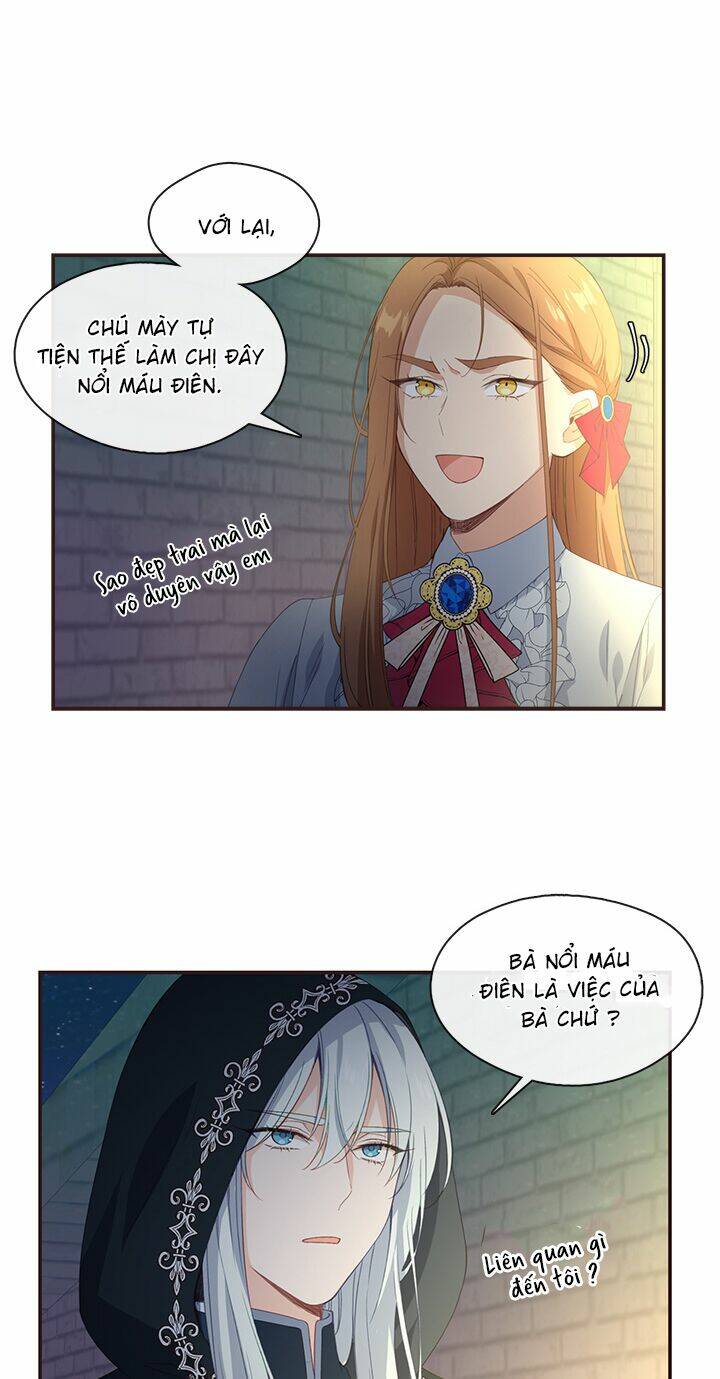 VỚI LẠI,
CHÚ MÀY TỰ
TIỆN THẾ LÀM CHỊ ĐÂY
NỔI MÁU ĐIÊN.
Sao đẹp trai mà lại
vô duyên vậy em
BÀ NỔI MÁU
ĐIÊN LÀ VIỆC CỦA
BÀ CHỨ ?
Liên quan gì
đến tôi ?